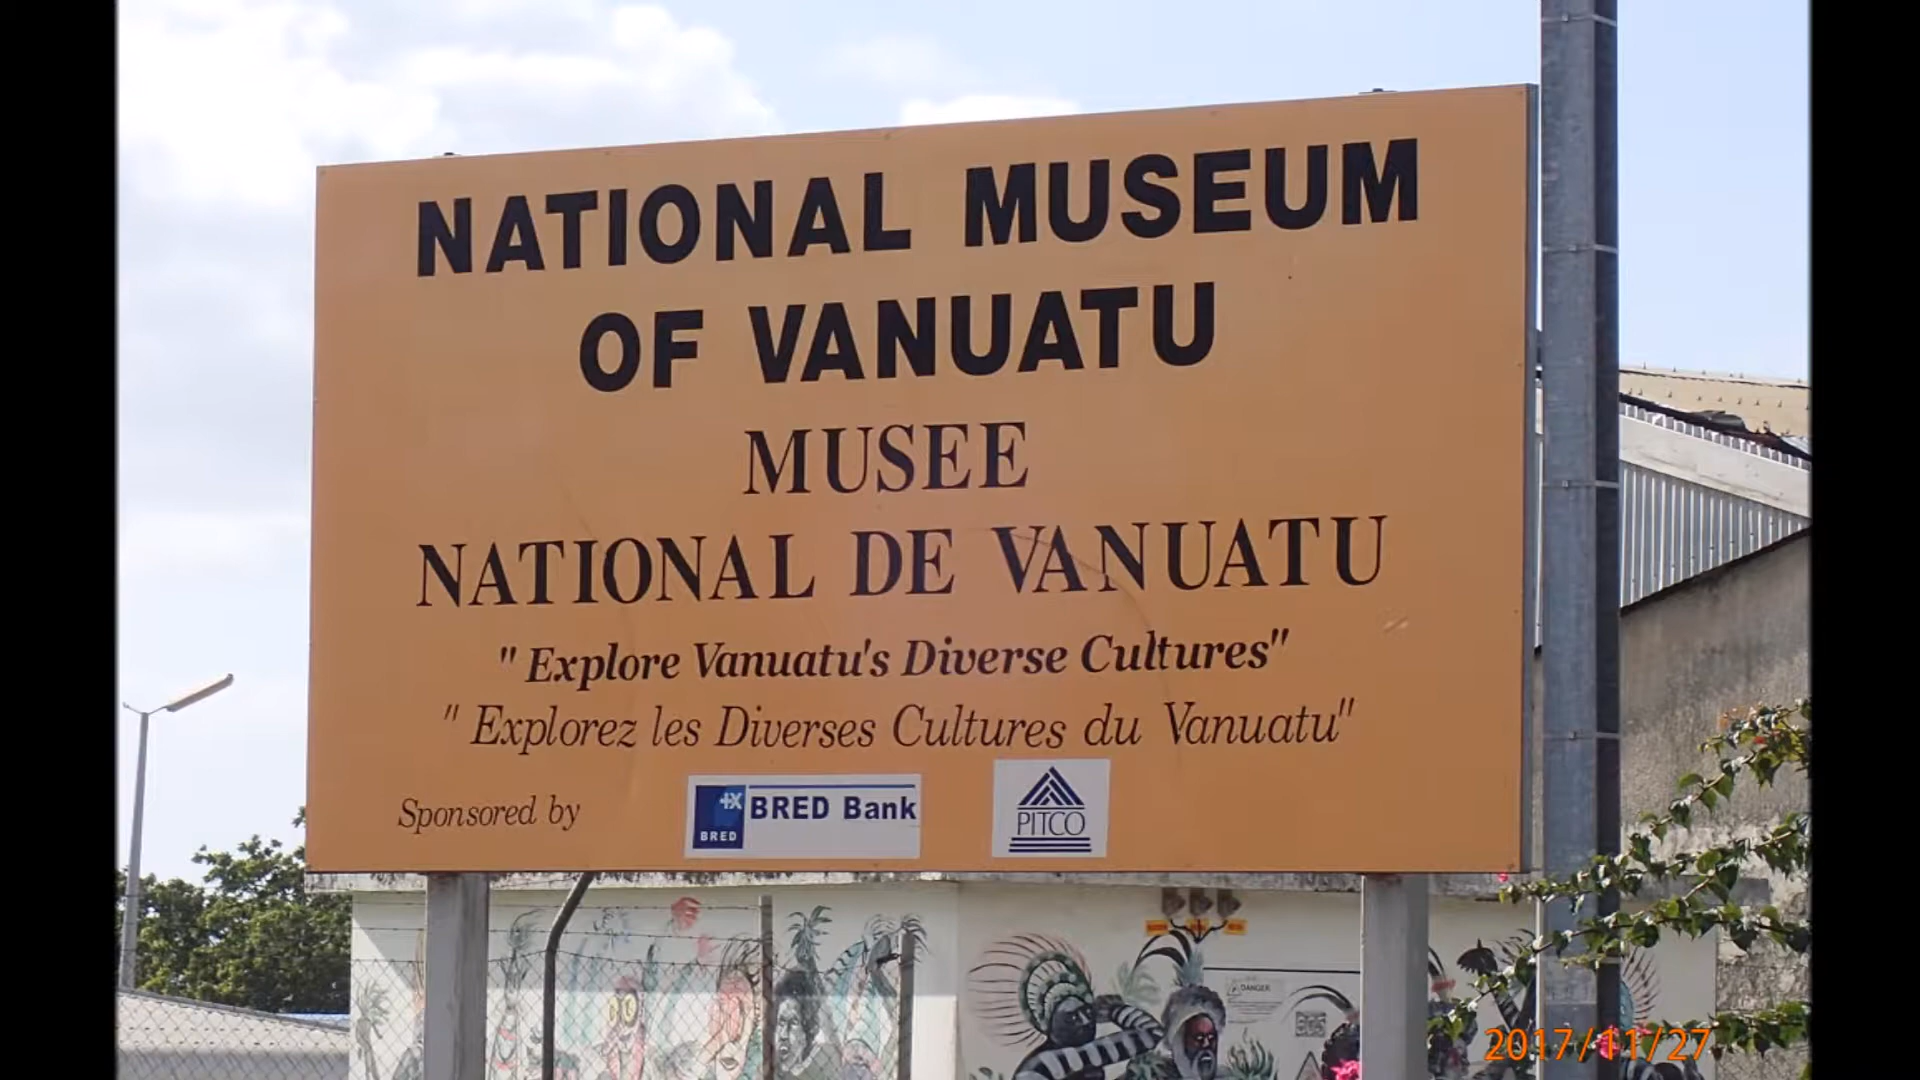 NATIONAL MUSEUM
OF VANUATU
MUSEE
NATIONAL DE VANUATU
" Explore Vanuatu's Diverse Cultures"
" Explorez les Diverses Cultures du Vanuatu"
Sponsored by
BRED
BRED Bank
PITCO
DANGER
2017/11/27